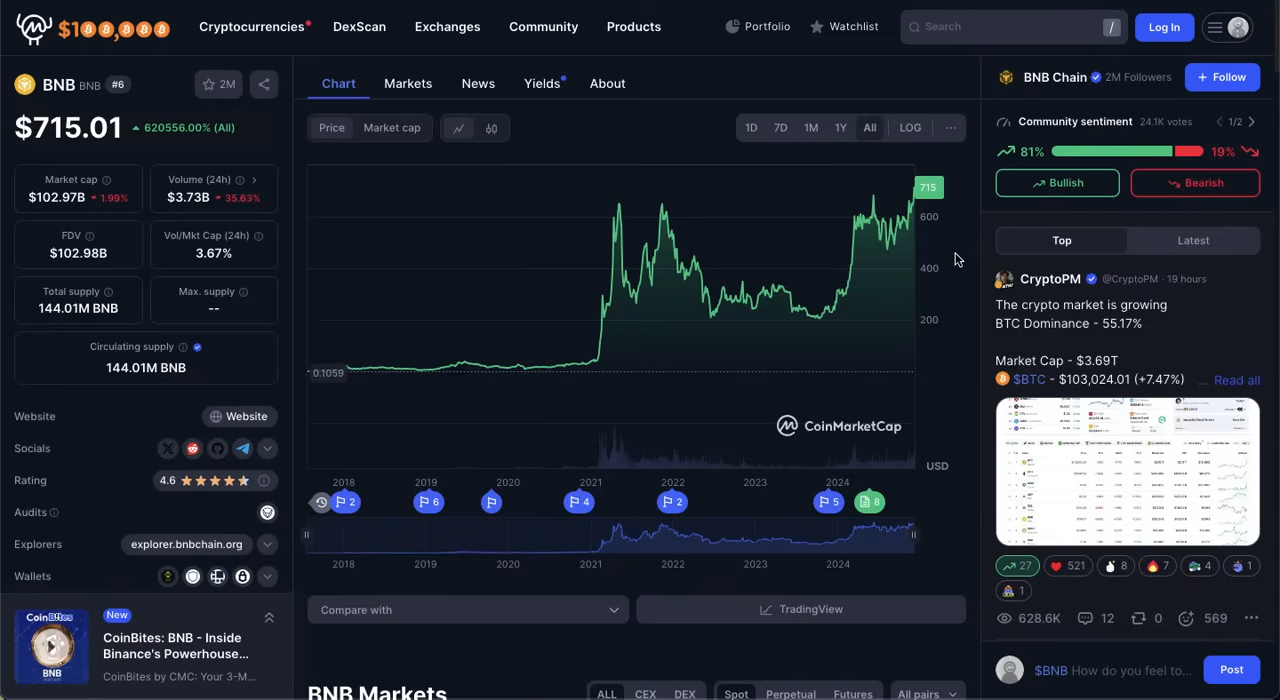 $100,000
Cryptocurrencies
DexScan
Exchanges
Community
Products
Portfolio
Watchlist
Search
/
Log In
BNB BNB #6
2M
$715.01 620556.00% (All)
Market cap
$102.97B 1.99%
Volume (24h)
$3.73B 35.63%
FDV
$102.98B
Vol/Mkt Cap (24h)
3.67%
Total supply
144.01M BNB
Max. supply
--
Circulating supply
144.01M BNB
Website Website
Socials
Rating 4.6
Audits
Explorers explorer.bnbchain.org
Wallets
CoinBites
BNB
New
CoinBites: BNB - Inside
Binance's Powerhouse...
CoinBites by CMC: Your 3-M...
Chart Markets News Yields About
Price Market cap
1D 7D 1M 1Y All LOG ...
715
600
400
200
0.1059
CoinMarketCap
USD
2018 2019 2020 2021 2022 2023 2024
2 6 4 2 5 8
2018 2019 2020 2021 2022 2023 2024
Compare with
TradingView
BNB Markets
ALL CEX DEX
Spot Perpetual Futures
All pairs
BNB Chain 2M Followers
+ Follow
Community sentiment 24.1K votes 1/2
81% 19%
Bullish Bearish
Top Latest
CryptoPM @CryptoPM · 19 hours
The crypto market is growing
BTC Dominance - 55.17%
Market Cap - $3.69T
$BTC - $103,024.01 (+7.47%) ... Read all
27 521 8 7 4 1
1
628.6K 12 0 569 ...
$BNB How do you feel to...
Post